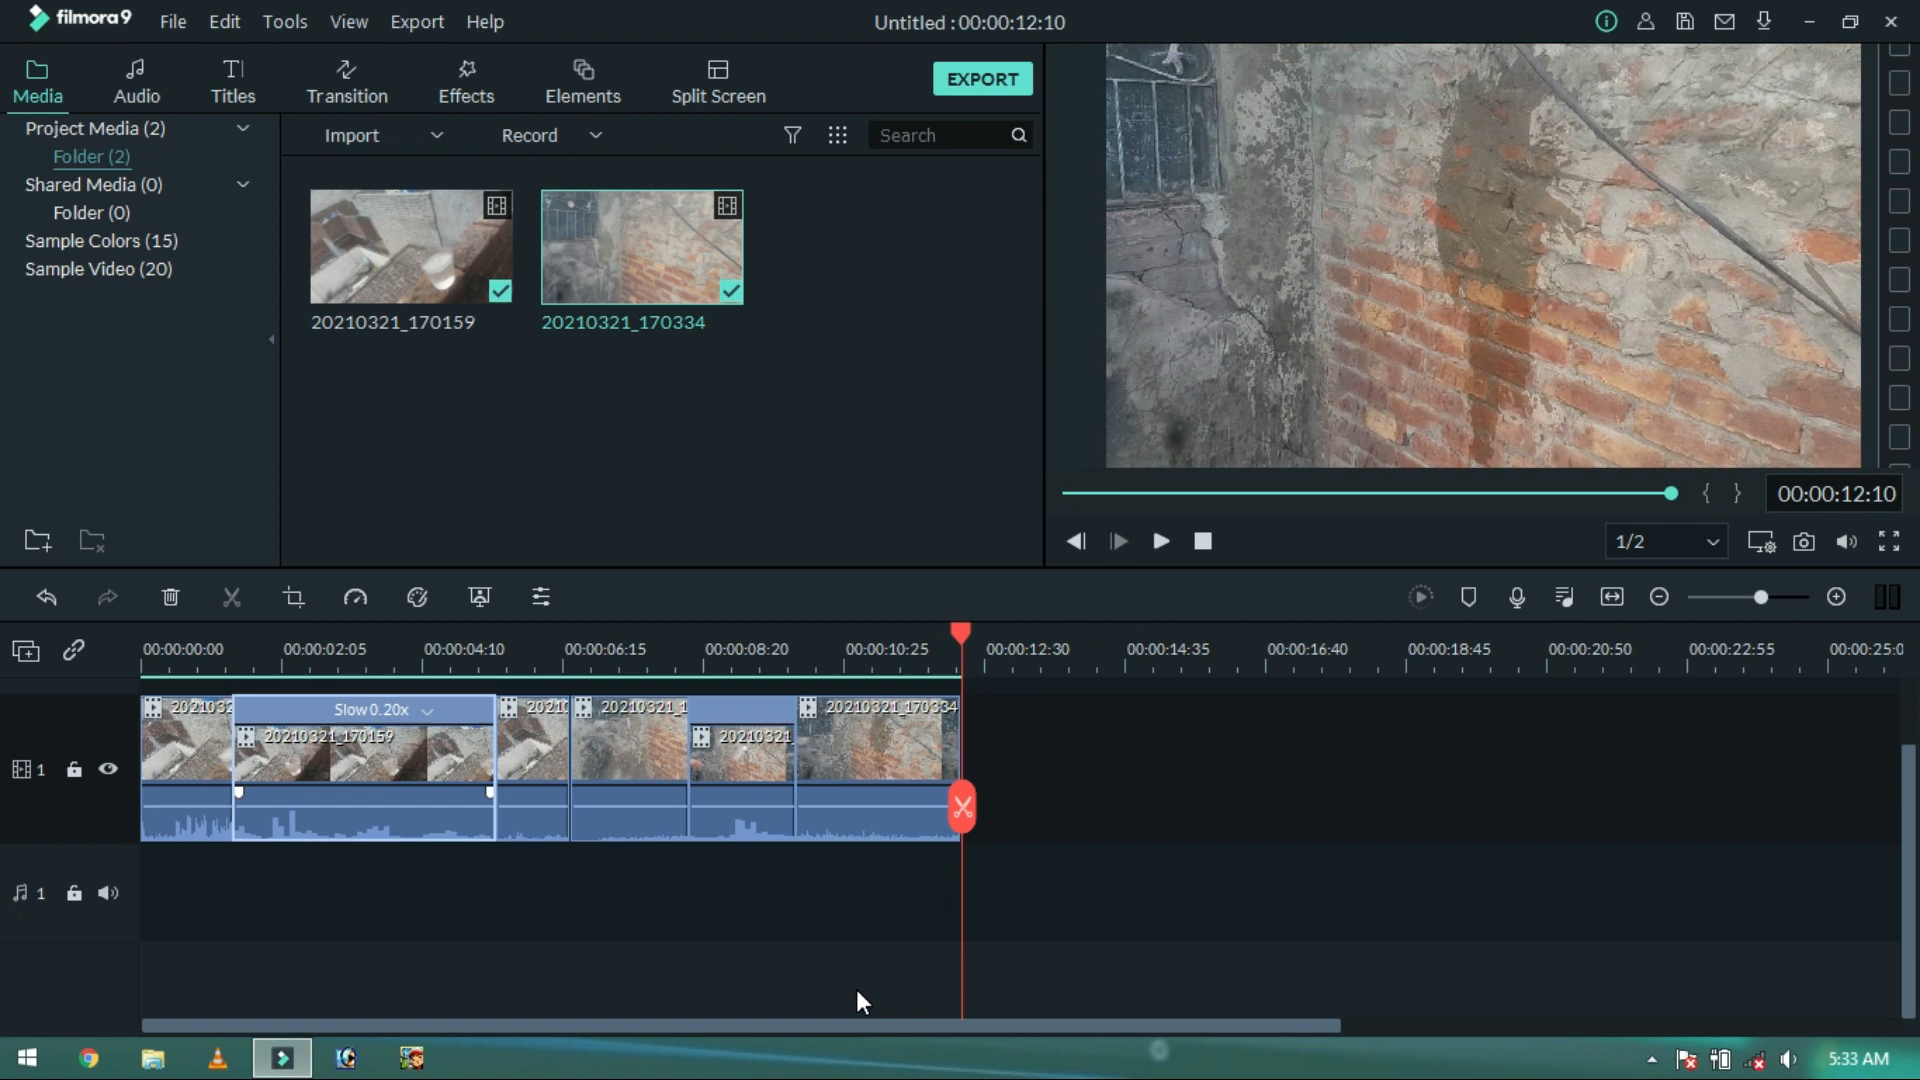 filmora9 File Edit Tools View Export Help Untitled : 00:00:12:10
Media Audio Titles Transition Effects Elements Split Screen EXPORT
Project Media (2)
Folder (2)
Shared Media (0)
Folder (0)
Sample Colors (15)
Sample Video (20)
Import Record Search
20210321_170159 20210321_170334
00:00:12:10
1/2
00:00:00:00 00:00:02:05 00:00:04:10 00:00:06:15 00:00:08:20 00:00:10:25 00:00:12:30 00:00:14:35 00:00:16:40 00:00:18:45 00:00:20:50 00:00:22:55 00:00:25:0
2021032 Slow 0.20x 2021( 20210321_1 20210321_170334
20210321_170159 20210321_
1
1
5:33 AM